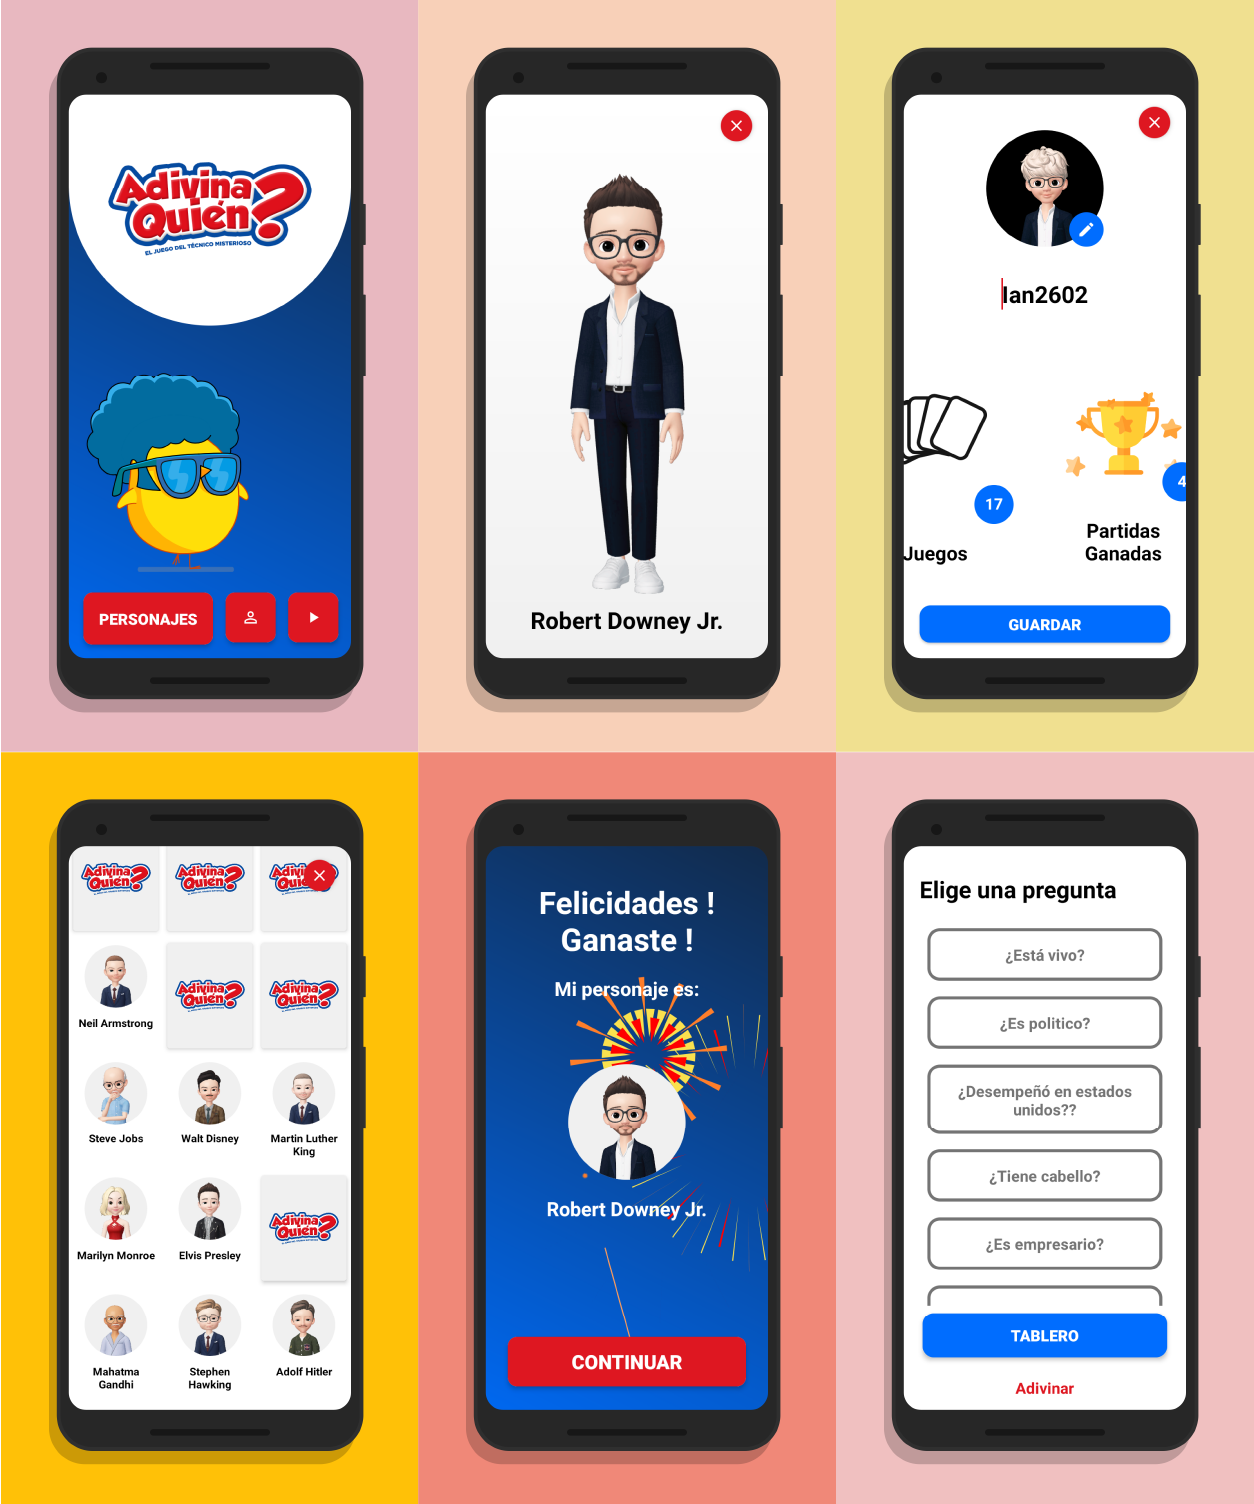 Adivina
Quién?
EL JUEGO DEL TÉCNICO MISTERIOSO
PERSONAJES
Robert Downey Jr.
Ian2602
17
4
Juegos
Partidas
Ganadas
GUARDAR
Adivina
Quién?
Adivina
Quién?
Adivina
Quién?
Neil Armstrong
Adivina
Quién?
Adivina
Quién?
Steve Jobs
Walt Disney
Martin Luther
King
Marilyn Monroe
Elvis Presley
Adivina
Quién?
Mahatma
Gandhi
Stephen
Hawking
Adolf Hitler
Felicidades !
Ganaste !
Mi personaje es:
Robert Downey Jr.
CONTINUAR
Elige una pregunta
¿Está vivo?
¿Es politico?
¿Desempeñó en estados
unidos??
¿Tiene cabello?
¿Es empresario?
TABLERO
Adivinar